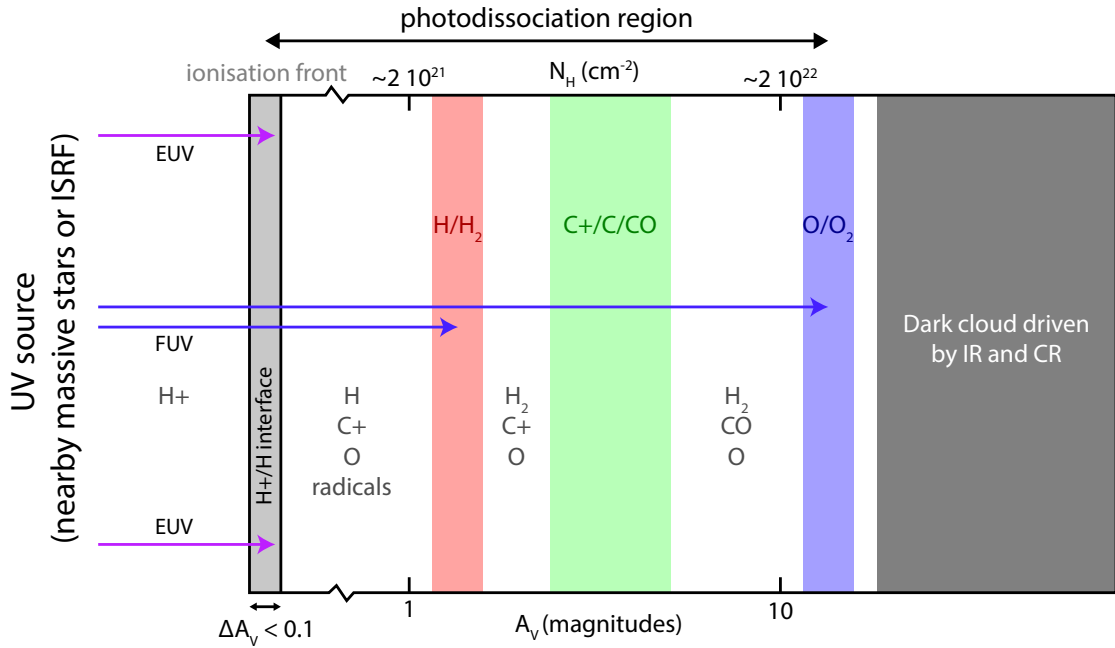 photodissociation region
ionisation front
~2 10²¹
N_H (cm⁻²)
~2 10²²
UV source
(nearby massive stars or ISRF)
EUV
H/H₂
C+/C/CO
O/O₂
FUV
Dark cloud driven
by IR and CR
H+
H+/H interface
H
C+
O
radicals
H₂
C+
O
H₂
CO
O
EUV
1
10
A_V (magnitudes)
ΔA_V < 0.1